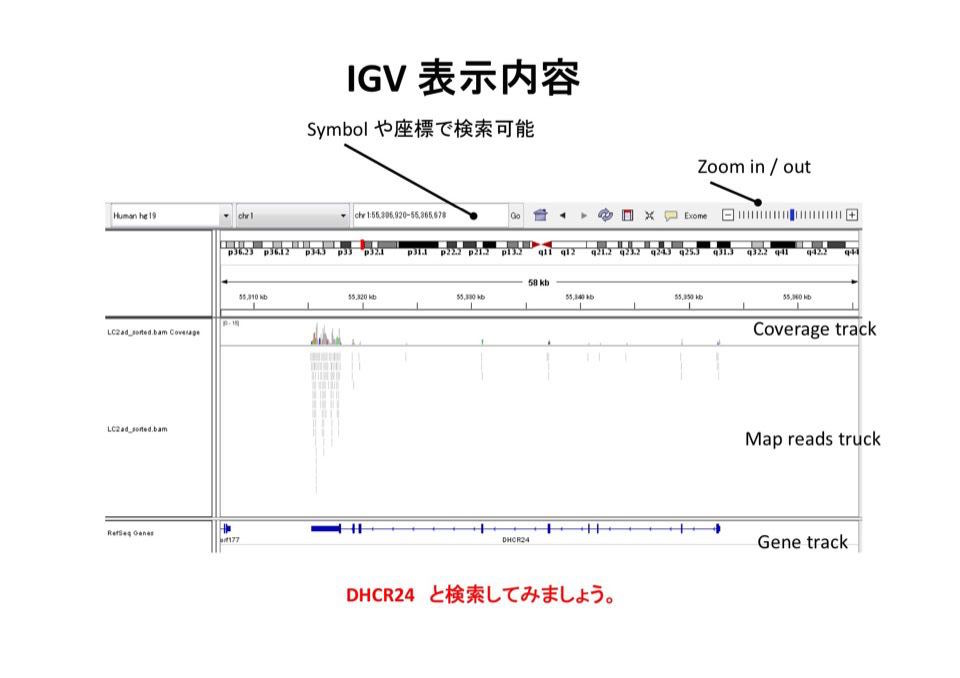 IGV 表示内容
Symbol や座標で検索可能
Zoom in / out
Human hg19 chr1 chr1:55,306,920-55,365,678 Go Exome
p36.23 p36.12 p34.3 p33 p32.1 p31.1 p22.2 p21.2 p13.2 q11 q12 q21.2 q23.2 q24.3 q25.3 q31.3 q32.2 q41 q42.2 q44
58 kb
55,310 kb 55,320 kb 55,330 kb 55,340 kb 55,350 kb 55,360 kb
[0 - 15]
LC2ad_sorted.bam Coverage
Coverage track
LC2ad_sorted.bam
Map reads truck
RefSeq Genes
orf177 DHCR24
Gene track
DHCR24 と検索してみましょう。